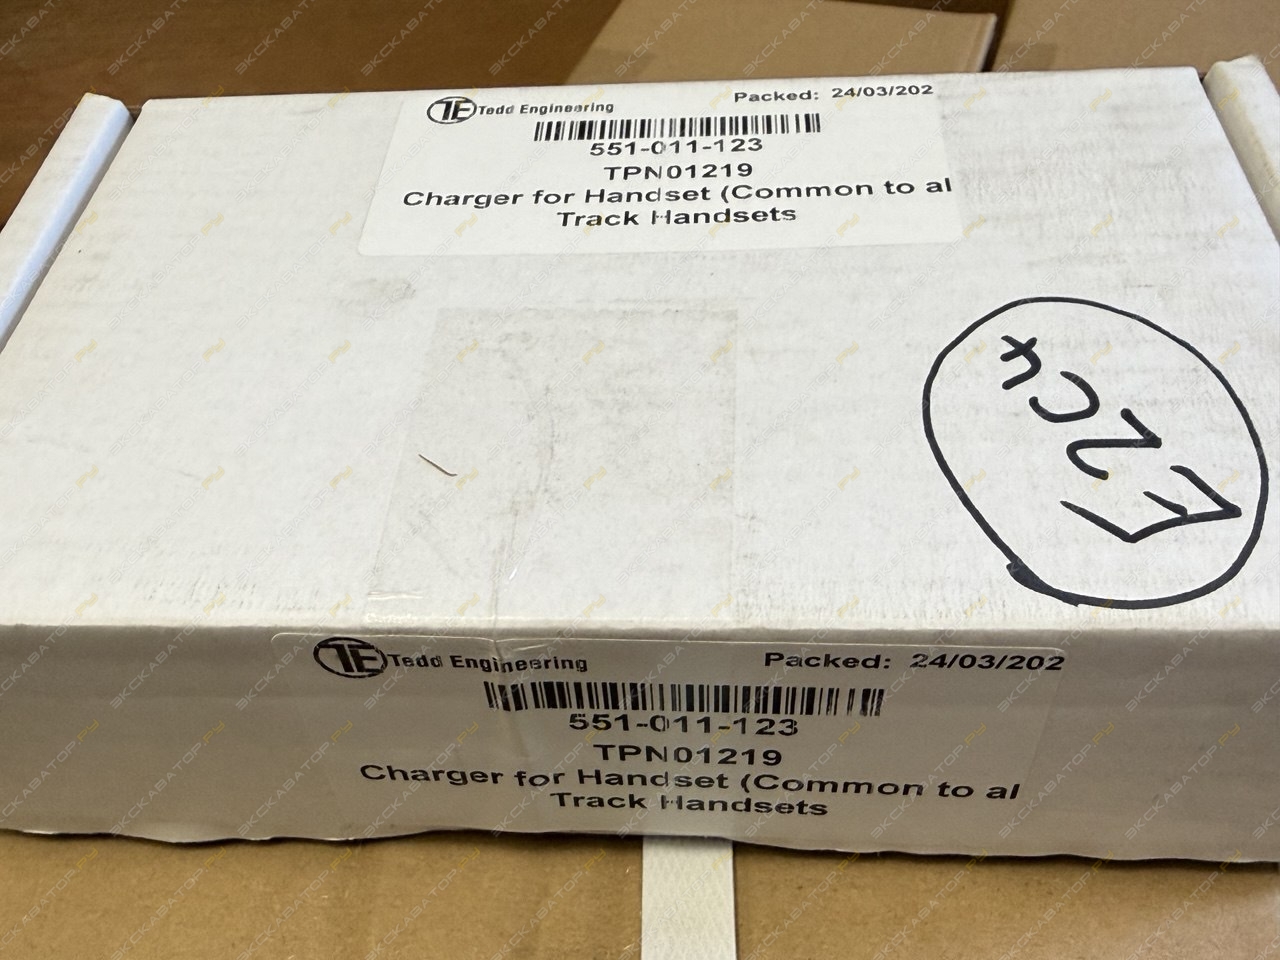 TE Tedd Engineering
Packed: 24/03/202
551-011-123
TPN01219
Charger for Handset (Common to al
Track Handsets
TE Tedd Engineering
Packed: 24/03/202
551-011-123
TPN01219
Charger for Handset (Common to al
Track Handsets
ЭКСКАВАТОР.РУ